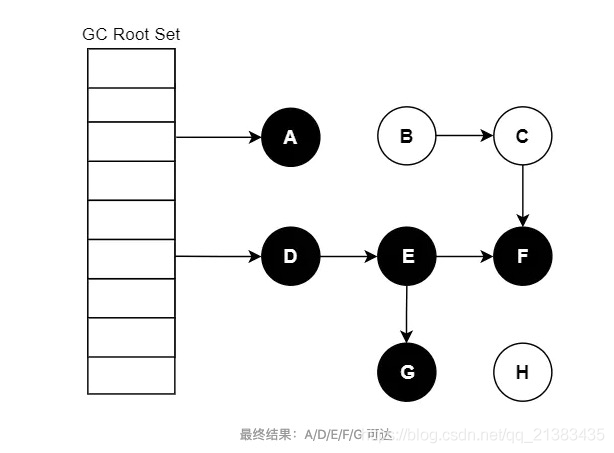 GC Root Set
A
B
C
D
E
F
G
H
最终结果：A/D/E/F/G 可达
https://blog.csdn.net/qq_21383435